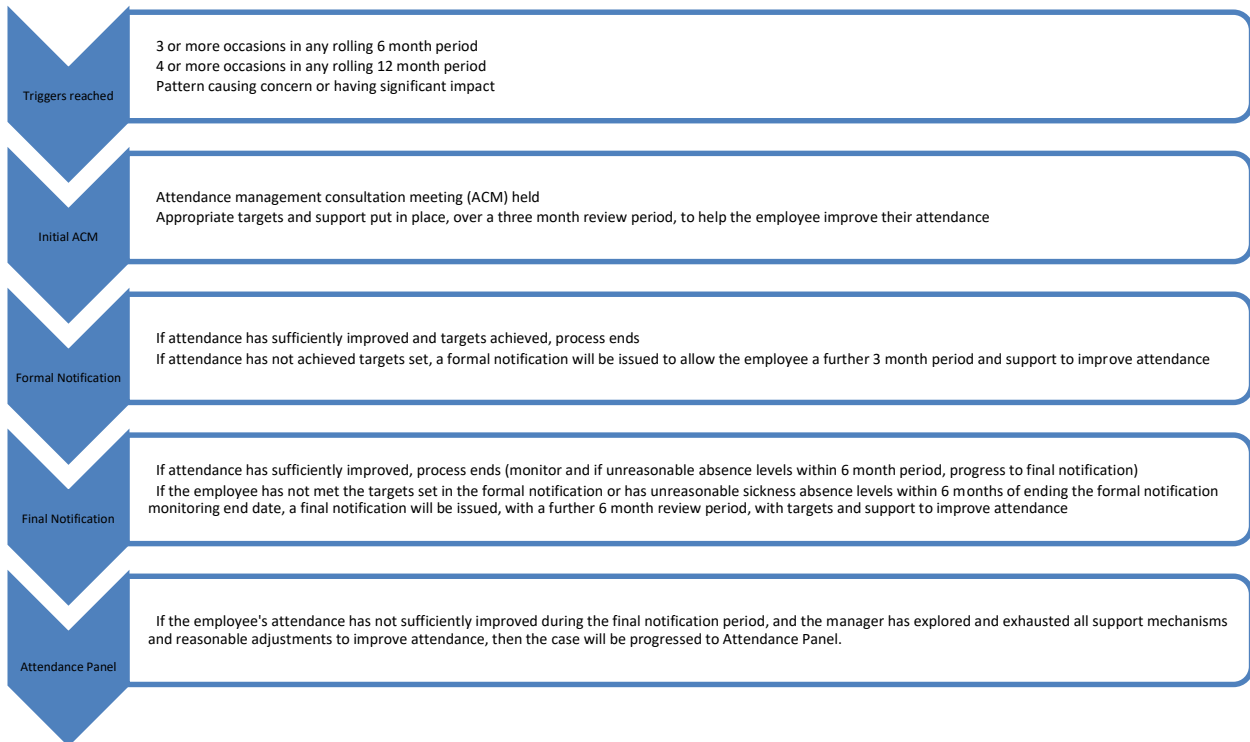 Triggers reached
3 or more occasions in any rolling 6 month period
4 or more occasions in any rolling 12 month period
Pattern causing concern or having significant impact
Initial ACM
Attendance management consultation meeting (ACM) held
Appropriate targets and support put in place, over a three month review period, to help the employee improve their attendance
Formal Notification
If attendance has sufficiently improved and targets achieved, process ends
If attendance has not achieved targets set, a formal notification will be issued to allow the employee a further 3 month period and support to improve attendance
Final Notification
If attendance has sufficiently improved, process ends (monitor and if unreasonable absence levels within 6 month period, progress to final notification)
If the employee has not met the targets set in the formal notification or has unreasonable sickness absence levels within 6 months of ending the formal notification
monitoring end date, a final notification will be issued, with a further 6 month review period, with targets and support to improve attendance
Attendance Panel
If the employee's attendance has not sufficiently improved during the final notification period, and the manager has explored and exhausted all support mechanisms
and reasonable adjustments to improve attendance, then the case will be progressed to Attendance Panel.